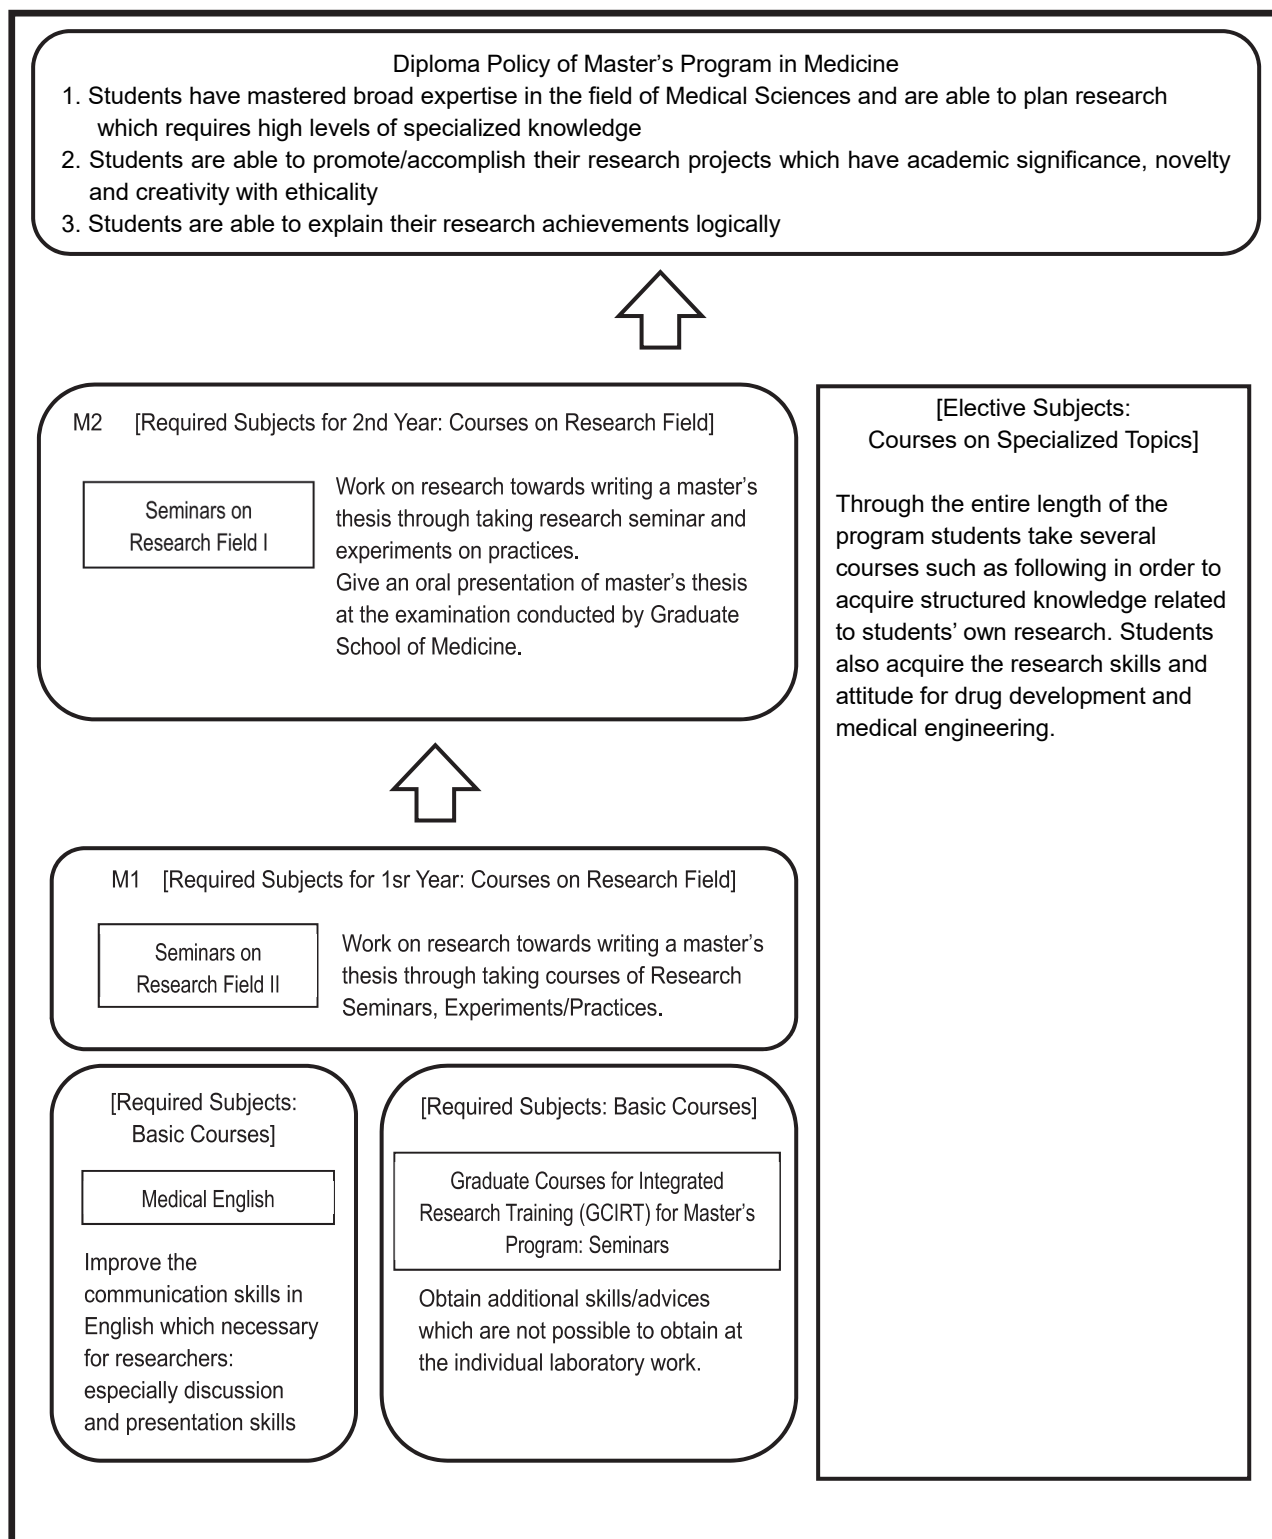 Diploma Policy of Master’s Program in Medicine
1. Students have mastered broad expertise in the field of Medical Sciences and are able to plan research
which requires high levels of specialized knowledge
2. Students are able to promote/accomplish their research projects which have academic significance, novelty
and creativity with ethicality
3. Students are able to explain their research achievements logically
M2 [Required Subjects for 2nd Year: Courses on Research Field]
Seminars on
Research Field I
Work on research towards writing a master’s
thesis through taking research seminar and
experiments on practices.
Give an oral presentation of master’s thesis
at the examination conducted by Graduate
School of Medicine.
[Elective Subjects:
Courses on Specialized Topics]
Through the entire length of the
program students take several
courses such as following in order to
acquire structured knowledge related
to students’ own research. Students
also acquire the research skills and
attitude for drug development and
medical engineering.
M1 [Required Subjects for 1sr Year: Courses on Research Field]
Seminars on
Research Field II
Work on research towards writing a master’s
thesis through taking courses of Research
Seminars, Experiments/Practices.
[Required Subjects:
Basic Courses]
Medical English
Improve the
communication skills in
English which necessary
for researchers:
especially discussion
and presentation skills
[Required Subjects: Basic Courses]
Graduate Courses for Integrated
Research Training (GCIRT) for Master’s
Program: Seminars
Obtain additional skills/advices
which are not possible to obtain at
the individual laboratory work.